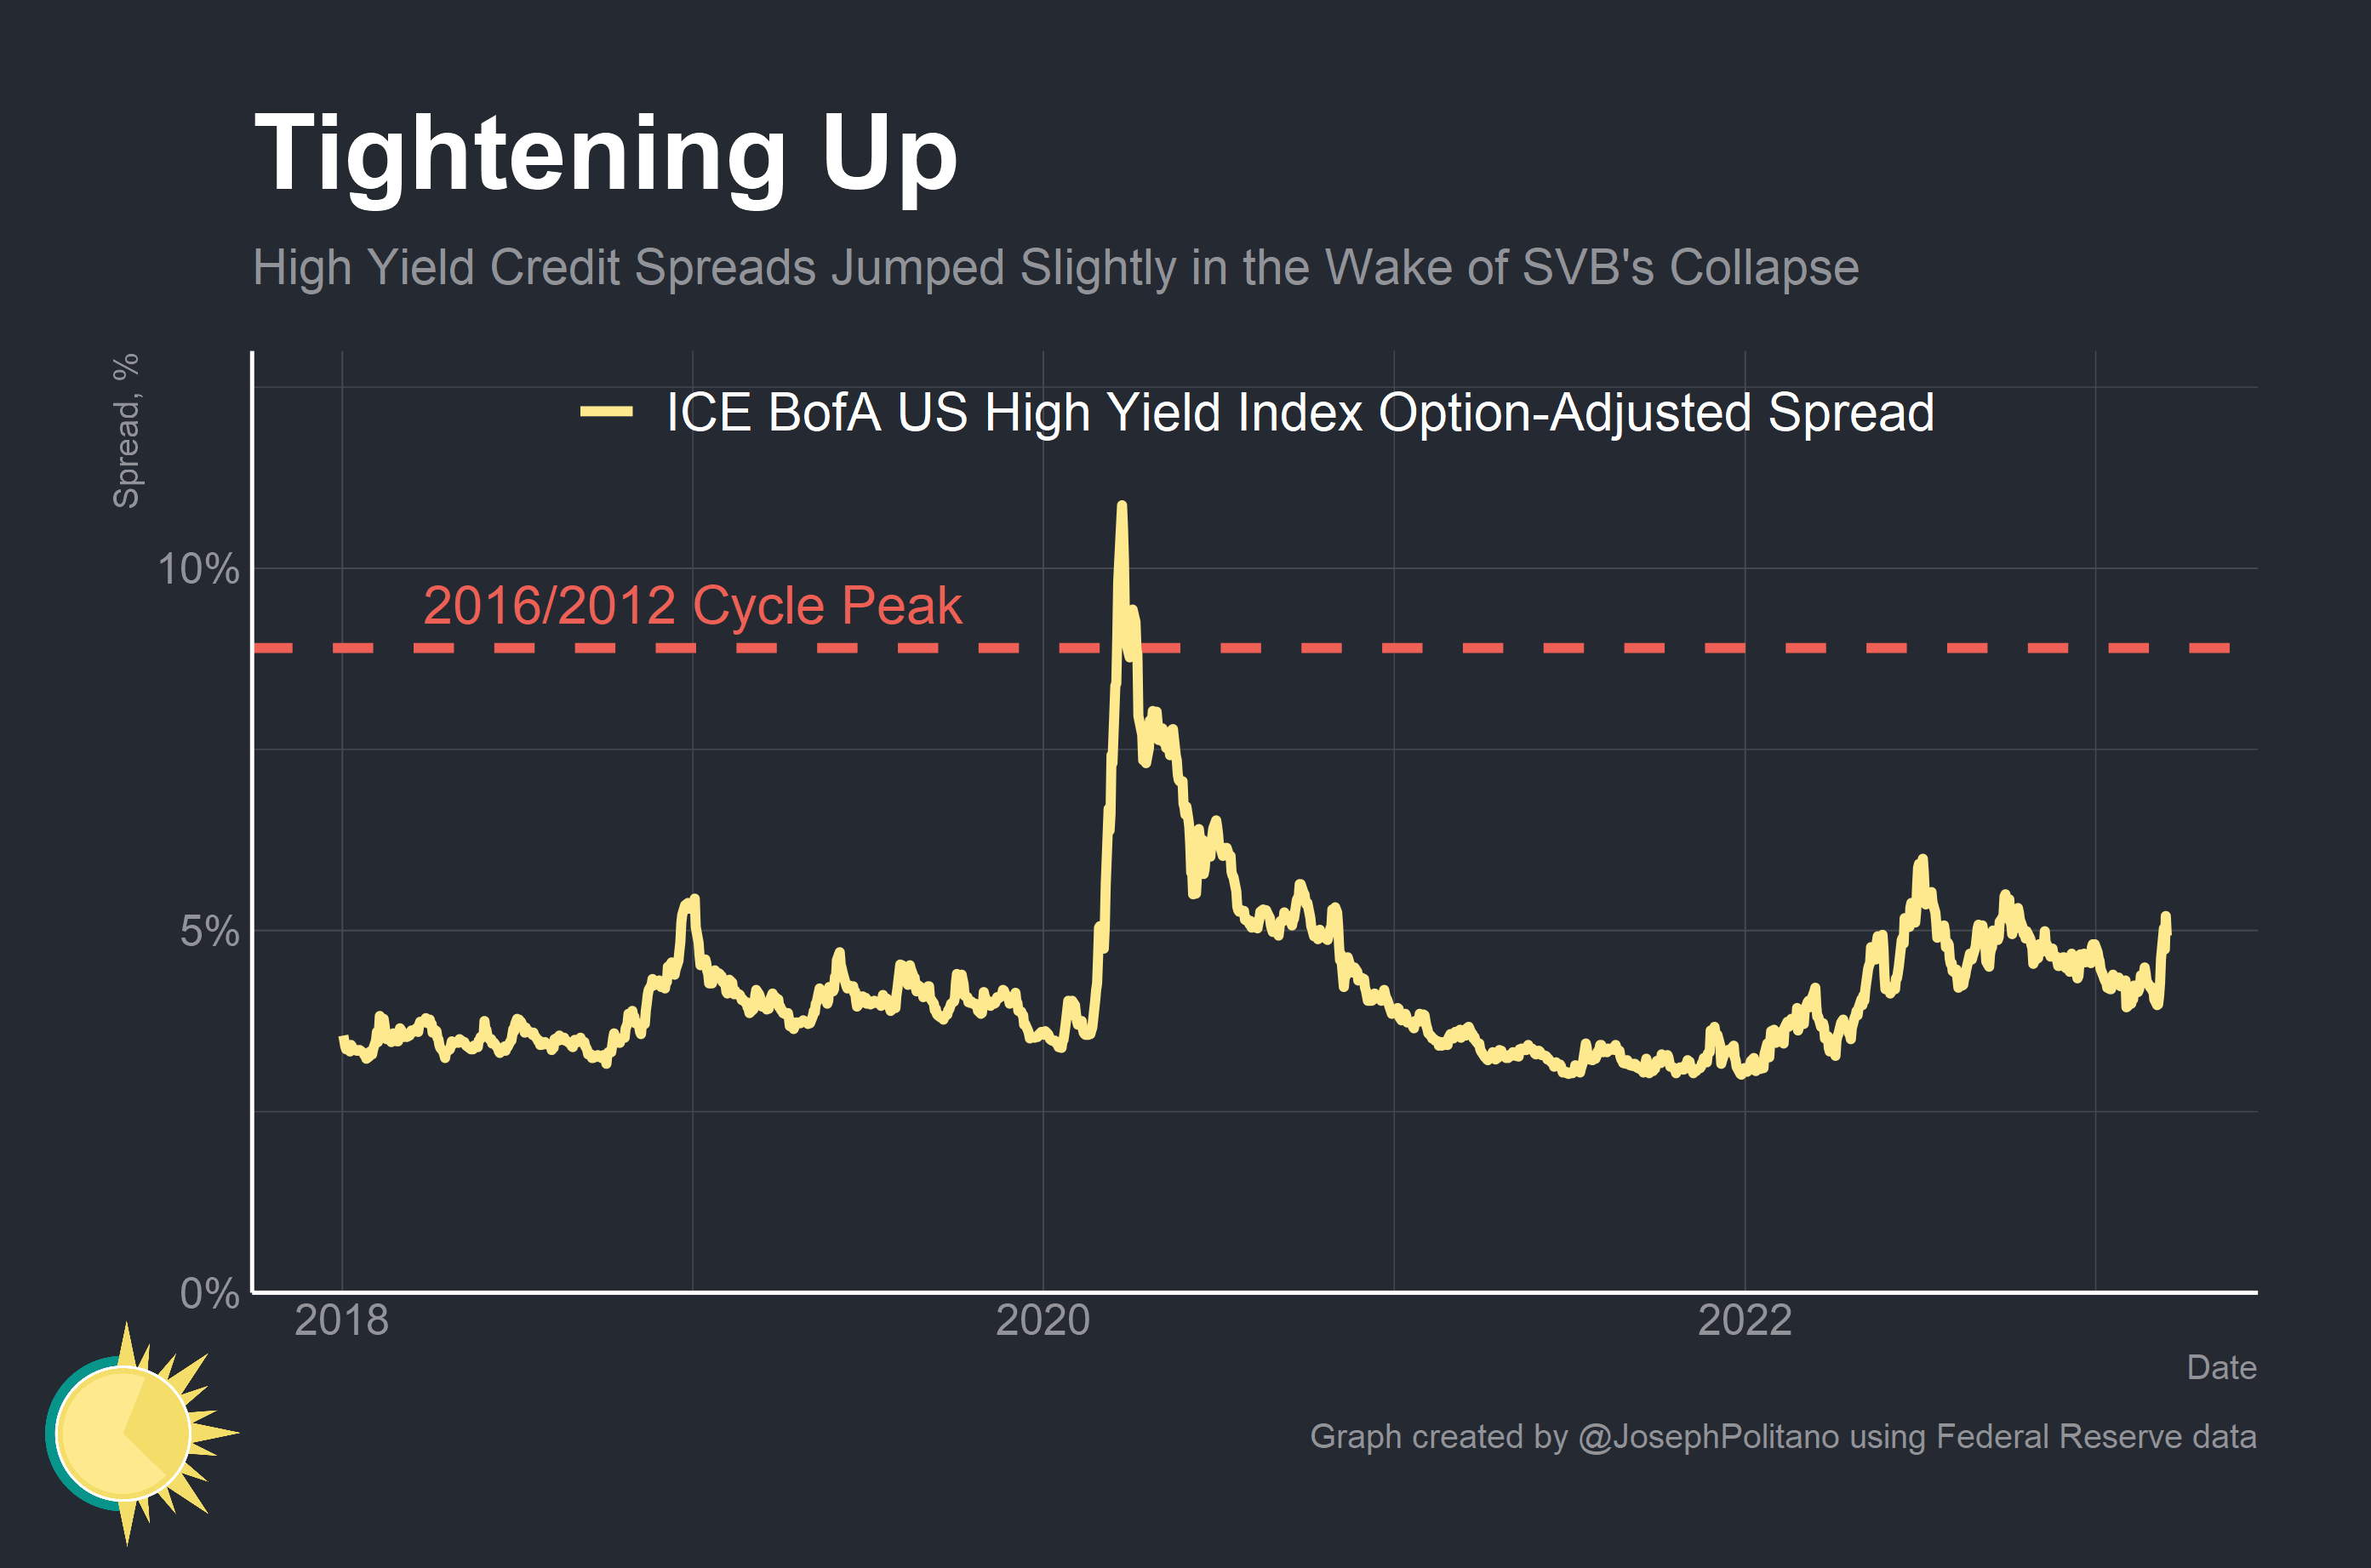 Tightening Up
High Yield Credit Spreads Jumped Slightly in the Wake of SVB's Collapse
Spread, %
ICE BofA US High Yield Index Option-Adjusted Spread
10%
2016/2012 Cycle Peak
5%
0%
2018
2020
2022
Date
Graph created by @JosephPolitano using Federal Reserve data